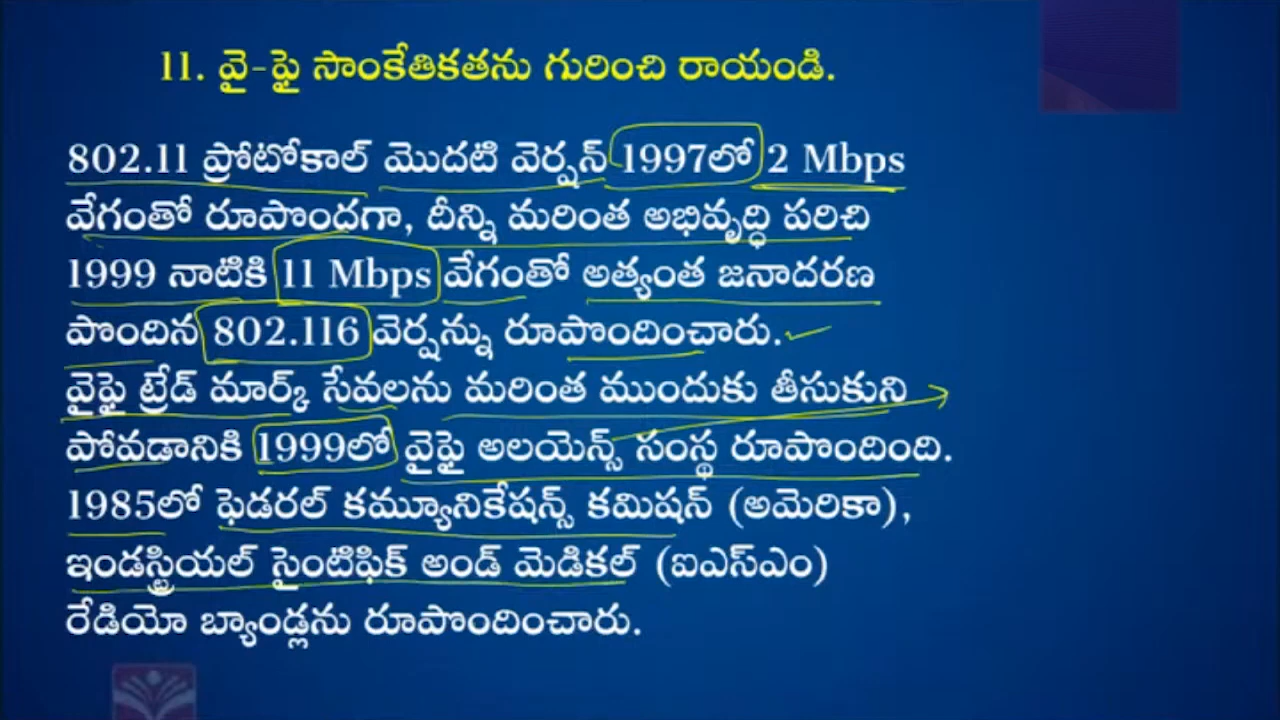 11. వై-ఫై సాంకేతికతను గురించి రాయండి.
802.11 ప్రోటోకాల్ మొదటి వెర్షన్ 1997లో 2 Mbps
వేగంతో రూపొందగా, దీన్ని మరింత అభివృద్ధి పరిచి
1999 నాటికి 11 Mbps వేగంతో అత్యంత జనాదరణ
పొందిన 802.116 వెర్షన్ను రూపొందించారు.
వైఫై ట్రేడ్ మార్క్ సేవలను మరింత ముందుకు తీసుకుని
పోవడానికి 1999లో వైఫై అలయెన్స్ సంస్థ రూపొందింది.
1985లో ఫెడరల్ కమ్యూనికేషన్స్ కమిషన్ (అమెరికా),
ఇండస్ట్రియల్ సైంటిఫిక్ అండ్ మెడికల్ (ఐఎస్ఎం)
రేడియో బ్యాండ్లను రూపొందించారు.